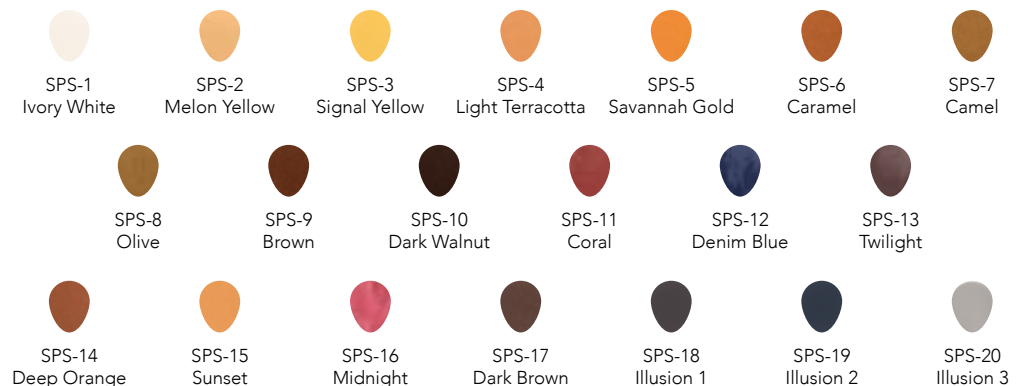 SPS-1 SPS-2 SPS-3 SPS-4 SPS-5 SPS-6 SPS-7
Ivory White Melon Yellow Signal Yellow Light Terracotta Savannah Gold Caramel Camel
SPS-8 SPS-9 SPS-10 SPS-11 SPS-12 SPS-13
Olive Brown Dark Walnut Coral Denim Blue Twilight
SPS-14 SPS-15 SPS-16 SPS-17 SPS-18 SPS-19 SPS-20
Deep Orange Sunset Midnight Dark Brown Illusion 1 Illusion 2 Illusion 3